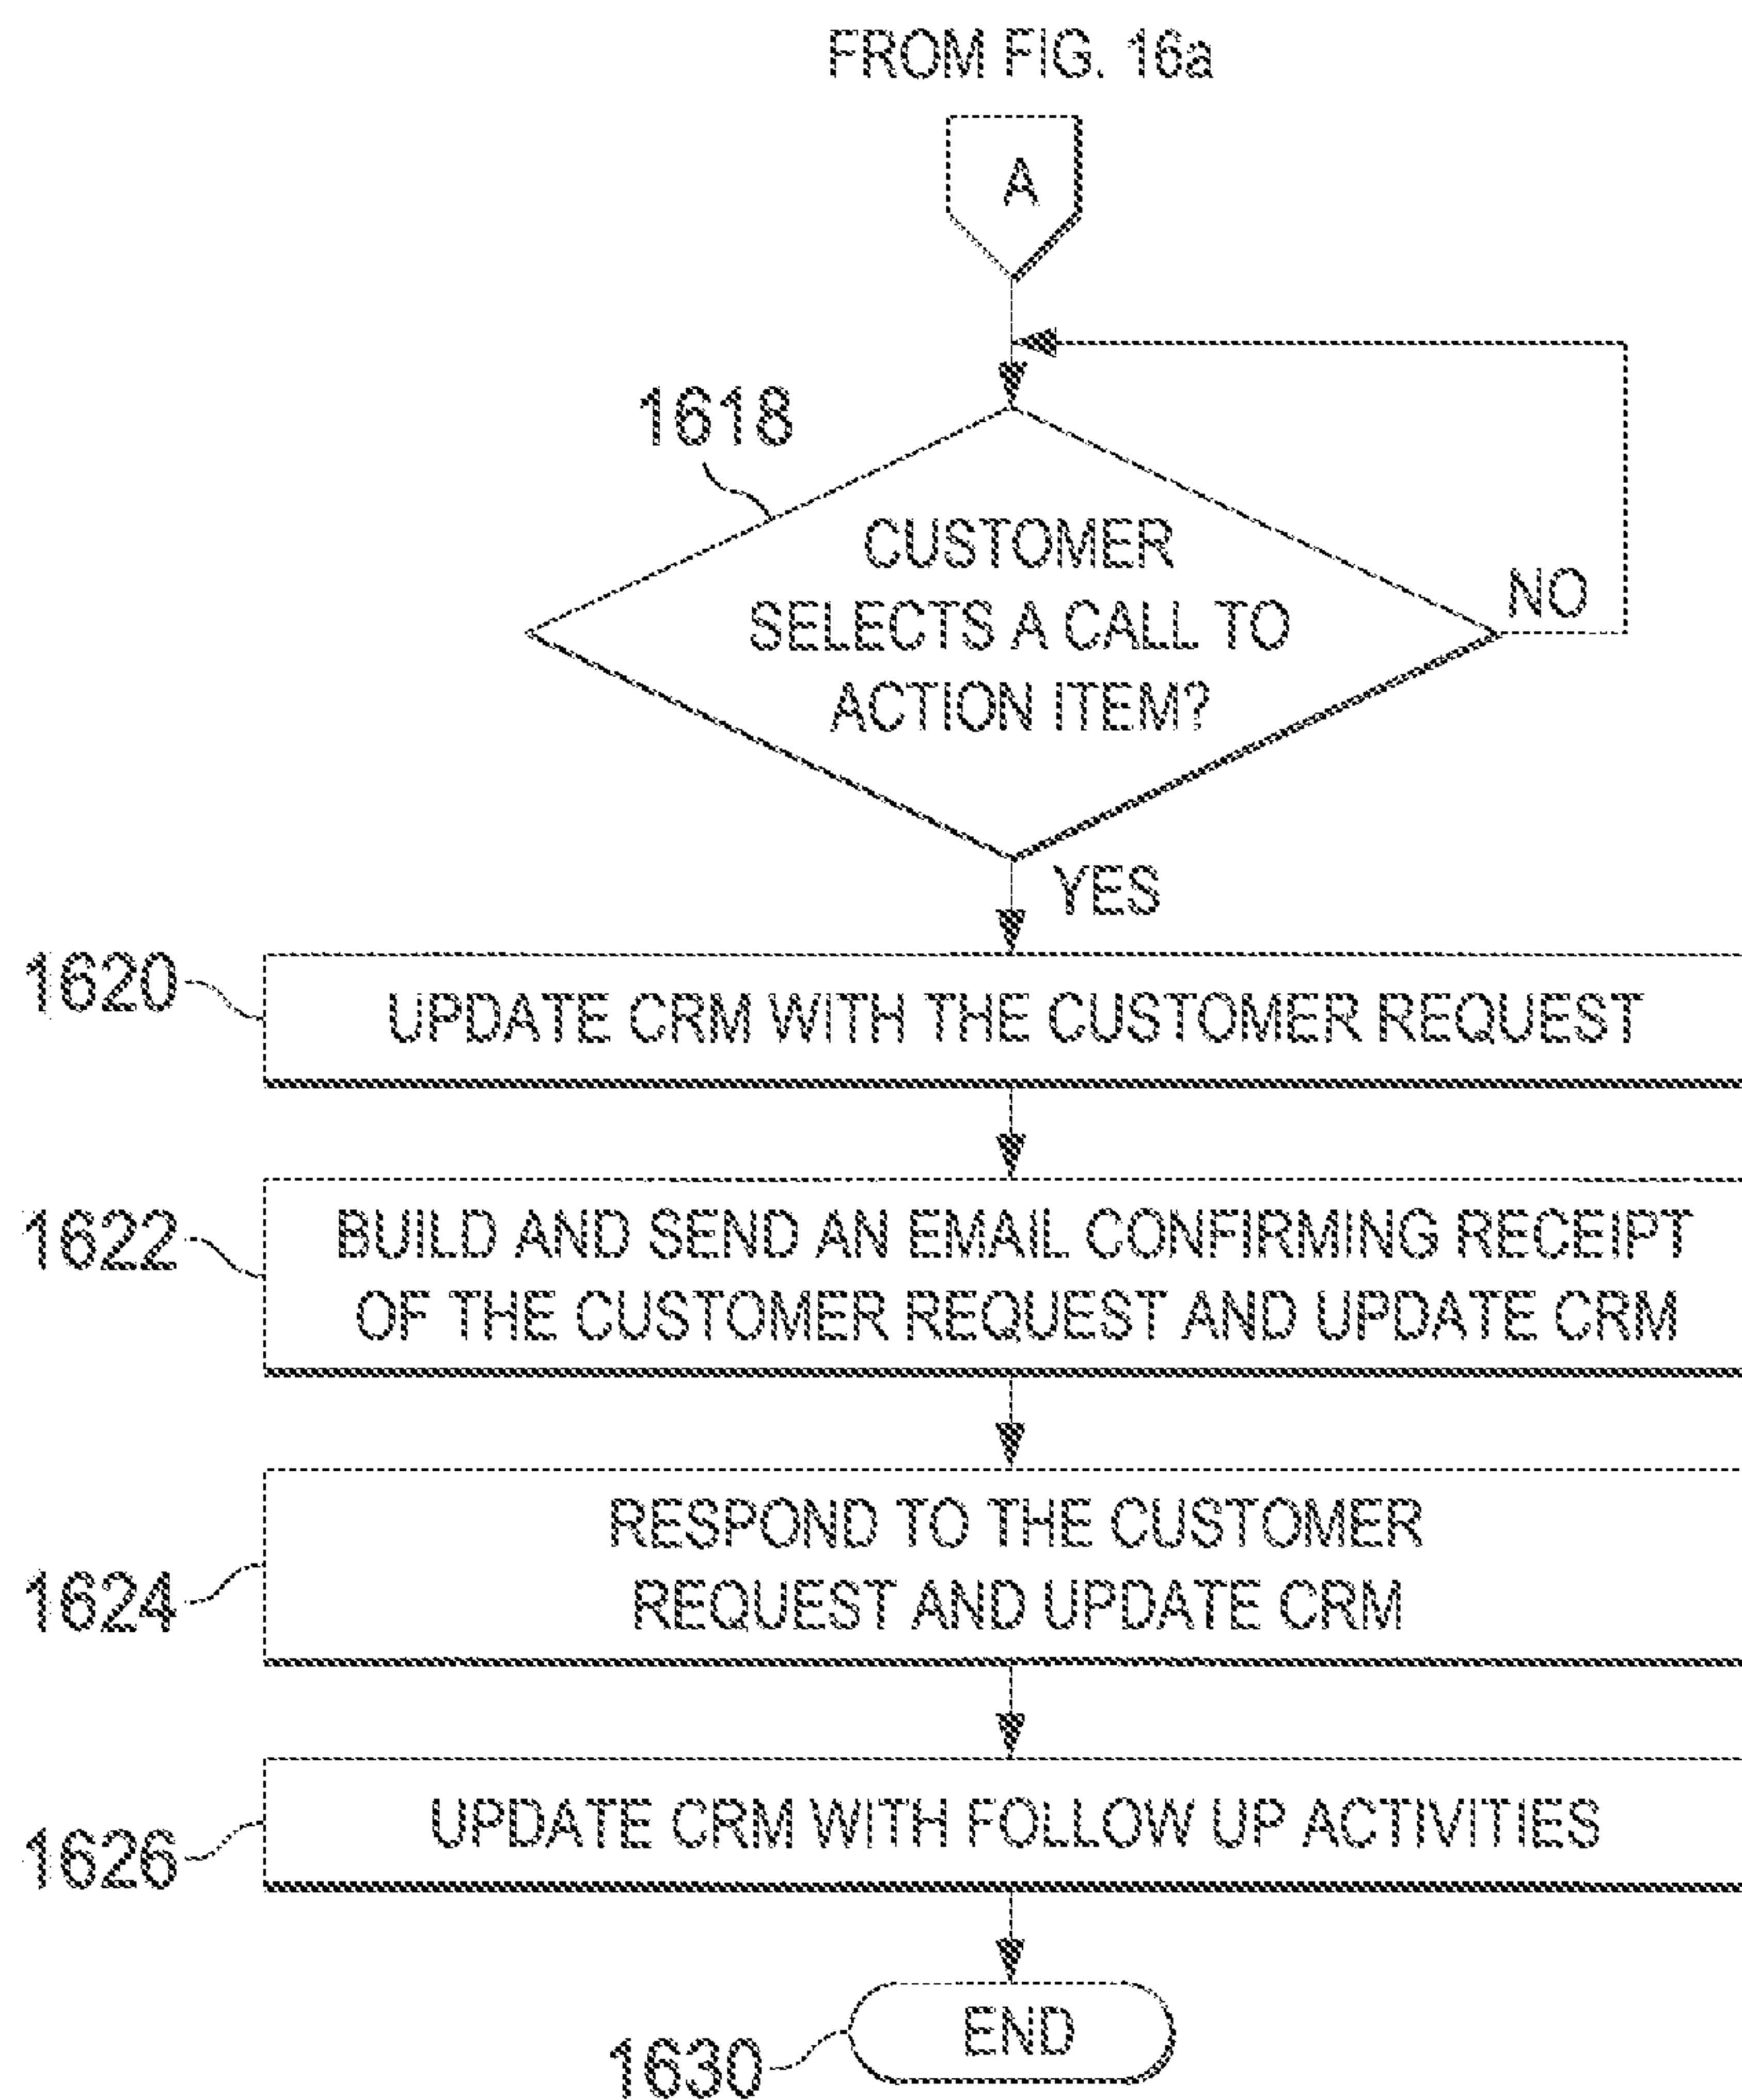 FROM FIG. 16a
A
1618
CUSTOMER
SELECTS A CALL TO
ACTION ITEM?
NO
YES
1620
UPDATE CRM WITH THE CUSTOMER REQUEST
1622
BUILD AND SEND AN EMAIL CONFIRMING RECEIPT
OF THE CUSTOMER REQUEST AND UPDATE CRM
1624
RESPOND TO THE CUSTOMER
REQUEST AND UPDATE CRM
1626
UPDATE CRM WITH FOLLOW UP ACTIVITIES
END
1630